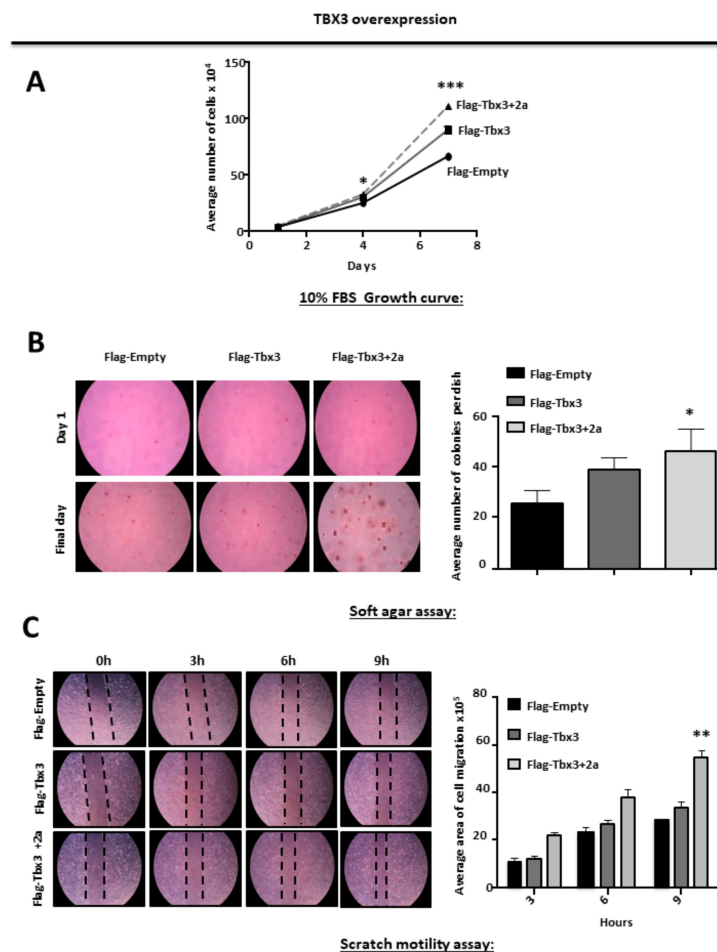 TBX3 overexpression
A
Average number of cells x 10⁴
150
100
50
0
0 2 4 6 8
Days
*
***
Flag-Tbx3+2a
Flag-Tbx3
Flag-Empty
10% FBS Growth curve:
B
Flag-Empty Flag-Tbx3 Flag-Tbx3+2a
Day 1
Final day
Average number of colonies per dish
60
40
20
0
Flag-Empty
Flag-Tbx3
Flag-Tbx3+2a
*
Soft agar assay:
C
0h 3h 6h 9h
Flag-Empty
Flag-Tbx3
Flag-Tbx3 +2a
Average area of cell migration x10⁵
80
60
40
20
0
Flag-Empty
Flag-Tbx3
Flag-Tbx3+2a
**
3 6 9
Hours
Scratch motility assay: